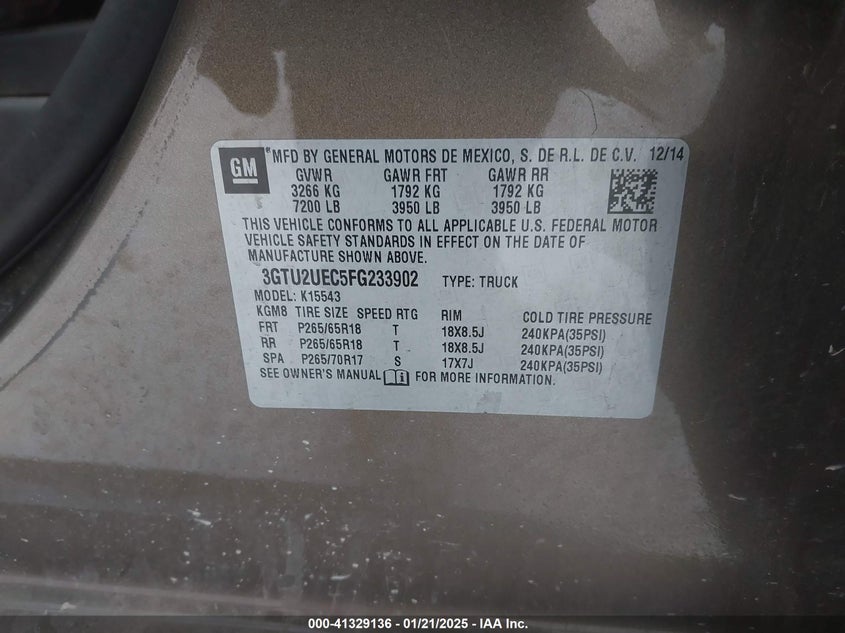 GM ®MFD BY GENERAL MOTORS DE MEXICO, S. DE R.L. DE C.V. 12/14
GVWR GAWR FRT GAWR RR
3266 KG 1792 KG 1792 KG
7200 LB 3950 LB 3950 LB
THIS VEHICLE CONFORMS TO ALL APPLICABLE U.S. FEDERAL MOTOR
VEHICLE SAFETY STANDARDS IN EFFECT ON THE DATE OF
MANUFACTURE SHOWN ABOVE.
3GTU2UEC5FG233902 TYPE: TRUCK
MODEL: K15543
KGM8 TIRE SIZE SPEED RTG RIM COLD TIRE PRESSURE
FRT P265/65R18 T 18X8.5J 240KPA(35PSI)
RR P265/65R18 T 18X8.5J 240KPA(35PSI)
SPA P265/70R17 S 17X7J 240KPA(35PSI)
SEE OWNER'S MANUAL FOR MORE INFORMATION.
000-41329136 - 01/21/2025 - IAA Inc.